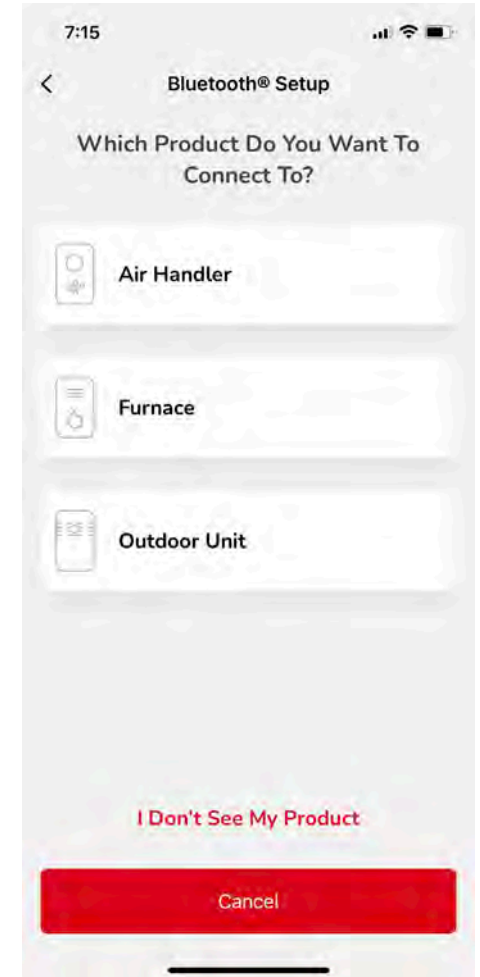 7:15
Bluetooth® Setup
Which Product Do You Want To
Connect To?
Air Handler
Furnace
Outdoor Unit
I Don't See My Product
Cancel